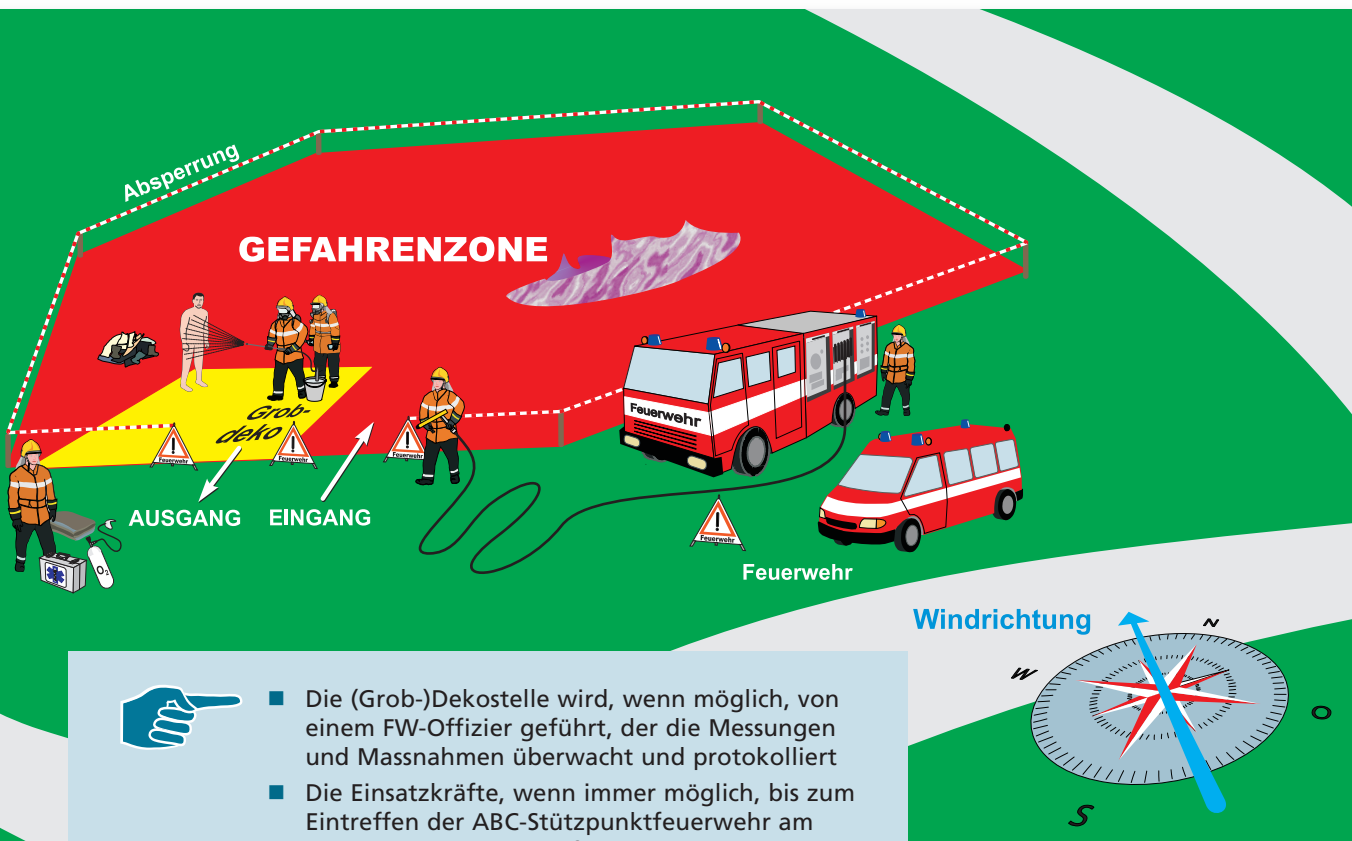 Absperrung
GEFAHRENZONE
Grob-
deko
Feuerwehr
Feuerwehr
Feuerwehr
Feuerwehr
AUSGANG EINGANG
O2
Feuerwehr
Feuerwehr
Windrichtung
N
W
O
S
■ Die (Grob-)Dekostelle wird, wenn möglich, von
einem FW-Offizier geführt, der die Messungen
und Massnahmen überwacht und protokolliert
■ Die Einsatzkräfte, wenn immer möglich, bis zum
Eintreffen der ABC-Stützpunktfeuerwehr am